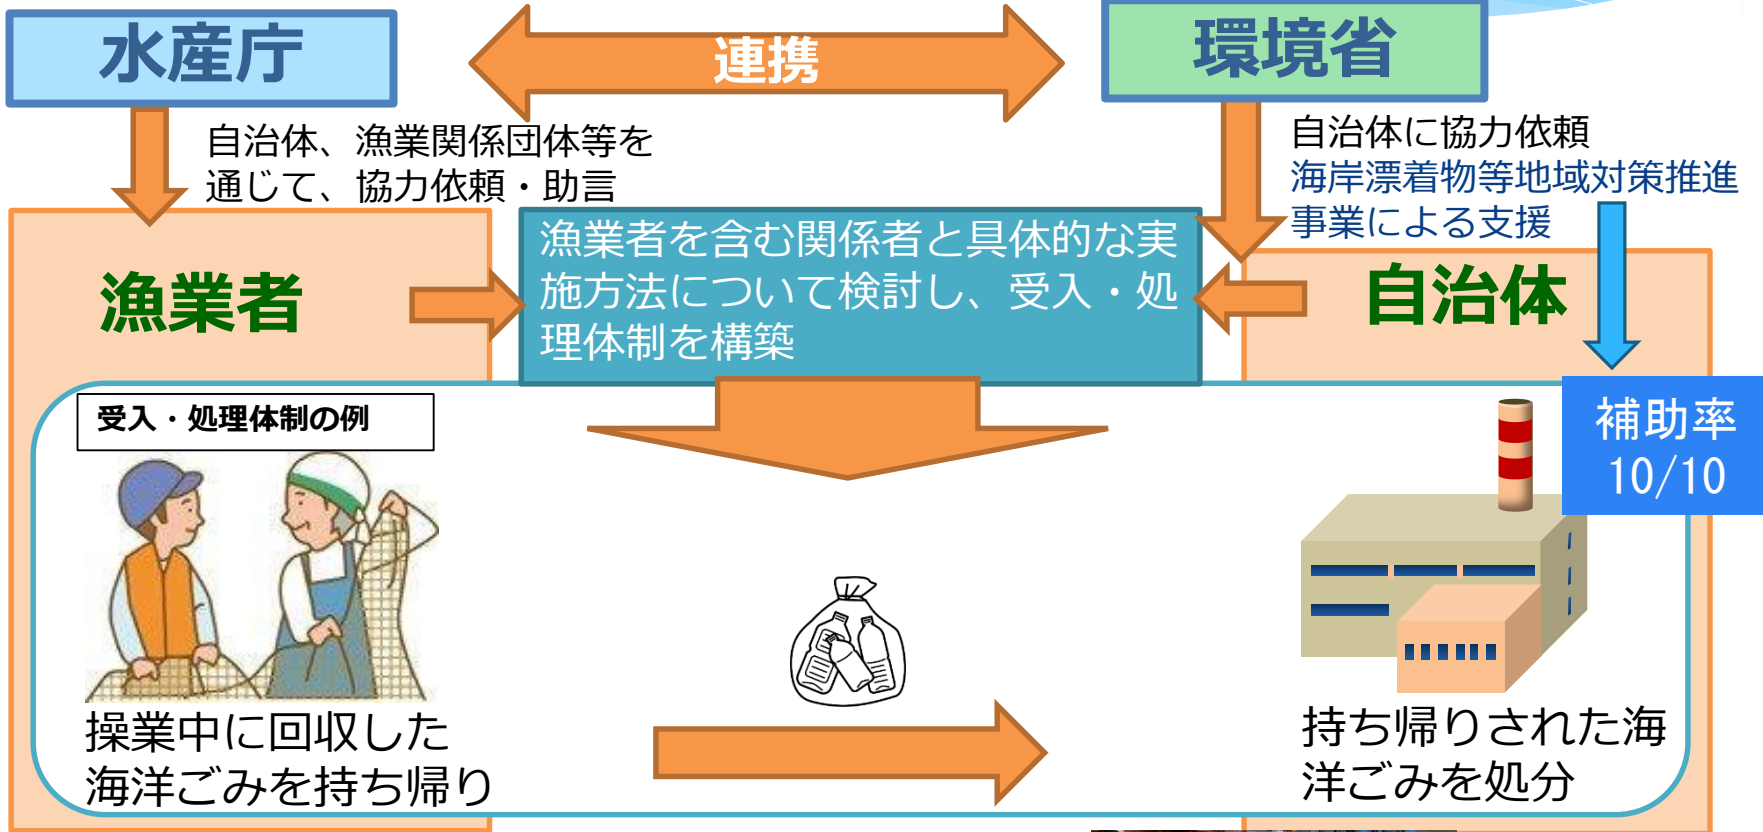 水産庁
連携
環境省
自治体、漁業関係団体等を
通じて、協力依頼・助言
自治体に協力依頼
海岸漂着物等地域対策推進
事業による支援
漁業者
漁業者を含む関係者と具体的な実
施方法について検討し、受入・処
理体制を構築
自治体
補助率
10/10
受入・処理体制の例
操業中に回収した
海洋ごみを持ち帰り
持ち帰りされた海
洋ごみを処分